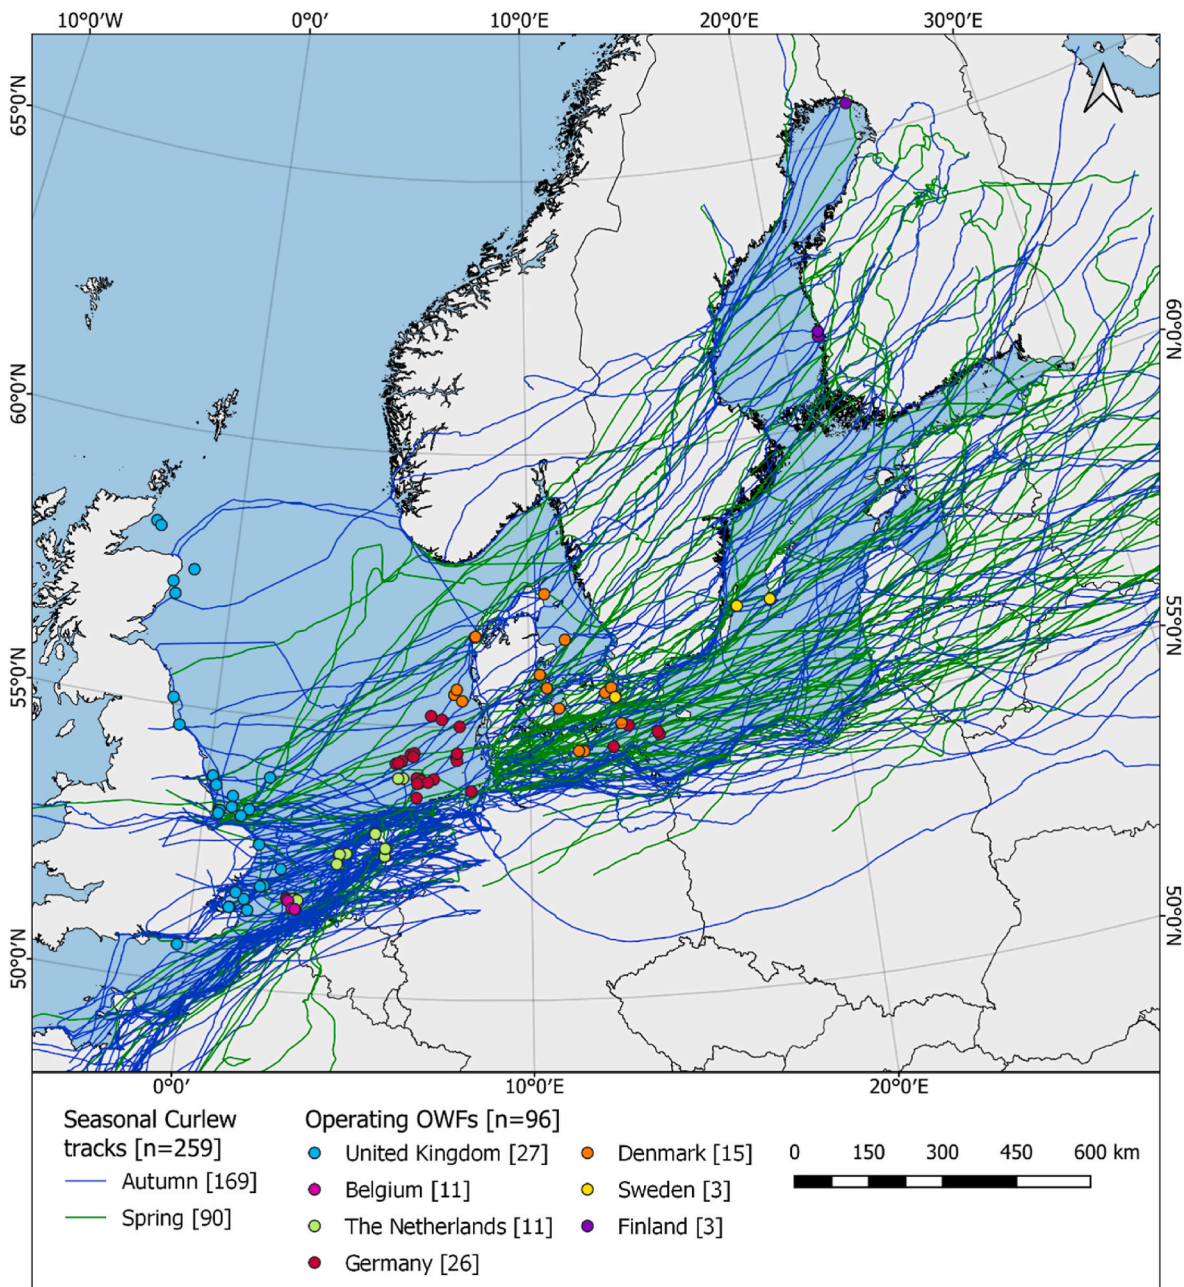 10°0′W 0°0′ 10°0′E 20°0′E 30°0′E
65°0′N
60°0′N
55°0′N
50°0′N
60°0′N
55°0′N
50°0′N
0°0′ 10°0′E 20°0′E
Seasonal Curlew
tracks [n=259]
Autumn [169]
Spring [90]
Operating OWFs [n=96]
United Kingdom [27]
Belgium [11]
The Netherlands [11]
Germany [26]
Denmark [15]
Sweden [3]
Finland [3]
0 150 300 450 600 km